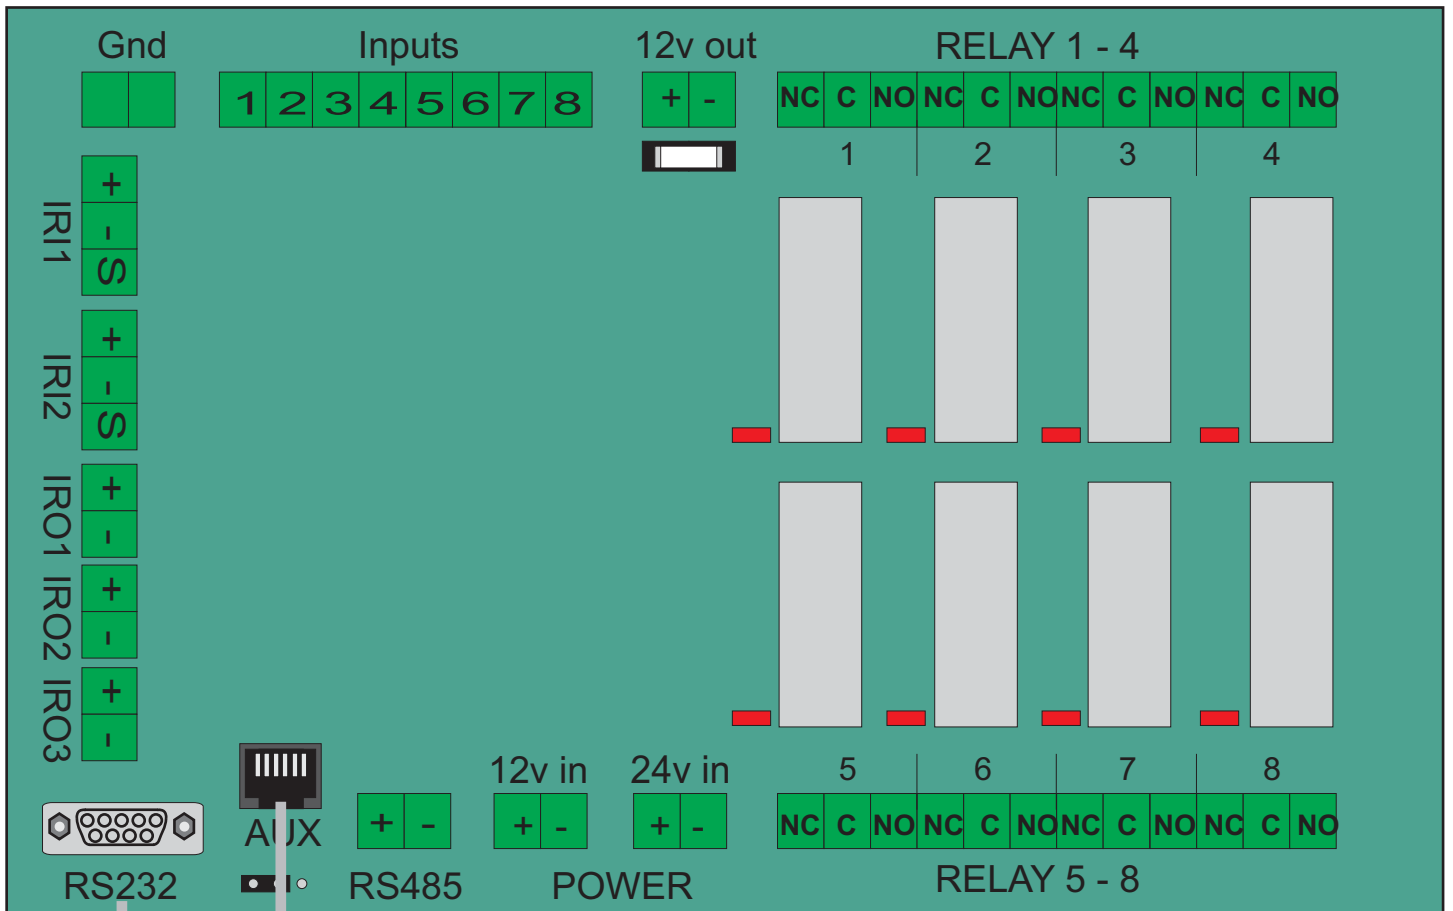 Gnd Inputs 12v out RELAY 1 - 4
1 2 3 4 5 6 7 8 + - NC C NO NC C NO NC C NO NC C NO
1 2 3 4
IRI1 + - S
IRI2 + - S
IRO1 + -
IRO2 + -
IRO3 + -
12v in 24v in 5 6 7 8
AUX + - + - + - NC C NO NC C NO NC C NO NC C NO
RS232 RS485 POWER RELAY 5 - 8